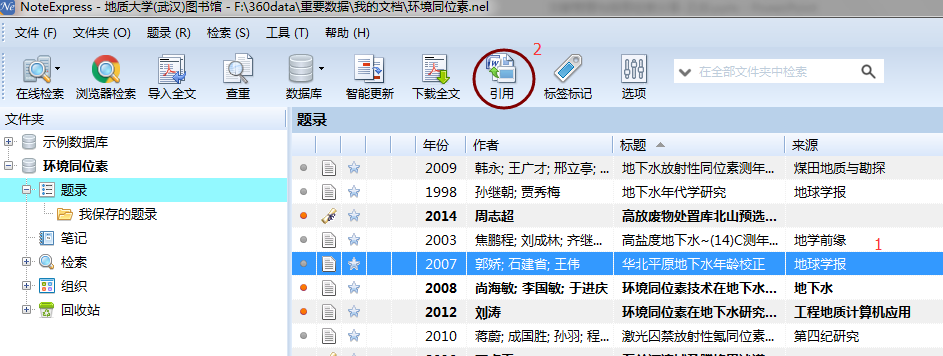 NoteExpress - 地质大学(武汉)图书馆 - F:\360data\重要数据\我的文档\环境同位素.nel
文件 (F) 文件夹 (O) 题录 (R) 检索 (S) 工具 (T) 帮助 (H)
2
在线检索 浏览器检索 导入全文 查重 数据库 智能更新 下载全文 引用 标签标记 选项 在全部文件夹中检索
文件夹
示例数据库
环境同位素
题录
我保存的题录
笔记
检索
组织
回收站
题录
年份 作者 标题 来源
2009 韩永; 王广才; 邢立亭; ... 地下水放射性同位素测年... 煤田地质与勘探
1998 孙继朝; 贾秀梅 地下水年代学研究 地球学报
2014 周志超 高放废物处置库北山预选...
2003 焦鹏程; 刘成林; 齐继... 高盐度地下水~(14)C测年... 地学前缘 1
2007 郭娇; 石建省; 王伟 华北平原地下水年龄校正 地球学报
2008 尚海敏; 李国敏; 于进庆 环境同位素技术在地下水... 地下水
2012 刘涛 环境同位素在地下水研究... 工程地质计算机应用
2010 蒋蔚; 成国胜; 孙羽; 程... 激光囚禁放射性氪同位素... 第四纪研究